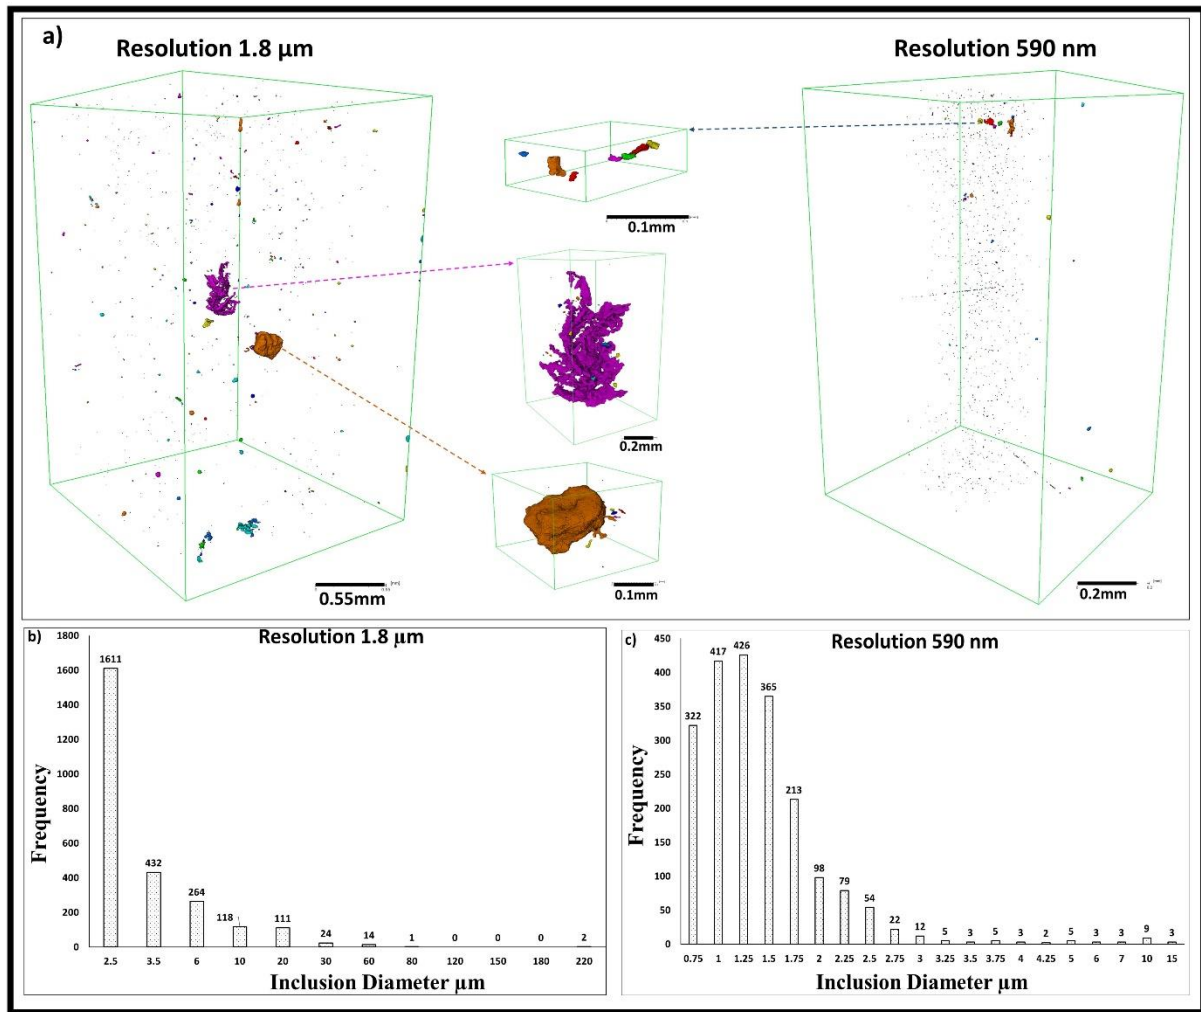 a)
Resolution 1.8 μm
Resolution 590 nm
0.1mm
0.2mm
0.1mm
0.55mm
0.2mm
b)
Resolution 1.8 μm
1800
1600
1400
1200
1000
800
600
400
200
0
Frequency
1611
432
264
118
111
24
14
1
0
0
0
2
2.5 3.5 6 10 20 30 60 80 120 150 180 220
Inclusion Diameter μm
c)
Resolution 590 nm
450
400
350
300
250
200
150
100
50
0
Frequency
322
417
426
365
213
98
79
54
22
12
5
3
5
3
2
5
3
3
9
3
0.75 1 1.25 1.5 1.75 2 2.25 2.5 2.75 3 3.25 3.5 3.75 4 4.25 5 6 7 10 15
Inclusion Diameter μm